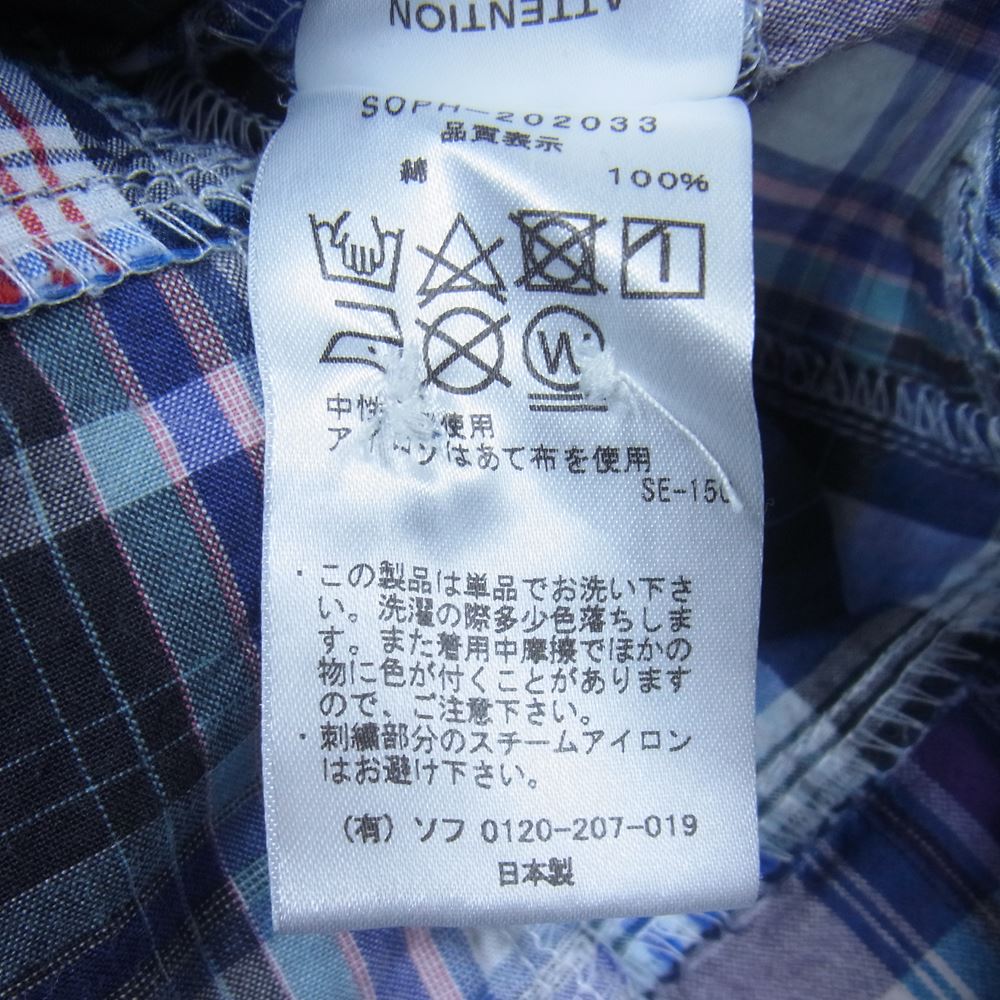 ATTENTION
SOPH-202033
品質表示
綿 100%
W
中性 使用
アイロンはあて布を使用
SE-150
・この製品は単品でお洗い下さ
い。洗濯の際多少色落ちしま
す。また着用中摩擦でほかの
物に色が付くことがあります
ので、ご注意下さい。
・刺繍部分のスチームアイロン
はお避け下さい。
(有) ソフ 0120-207-019
日本製